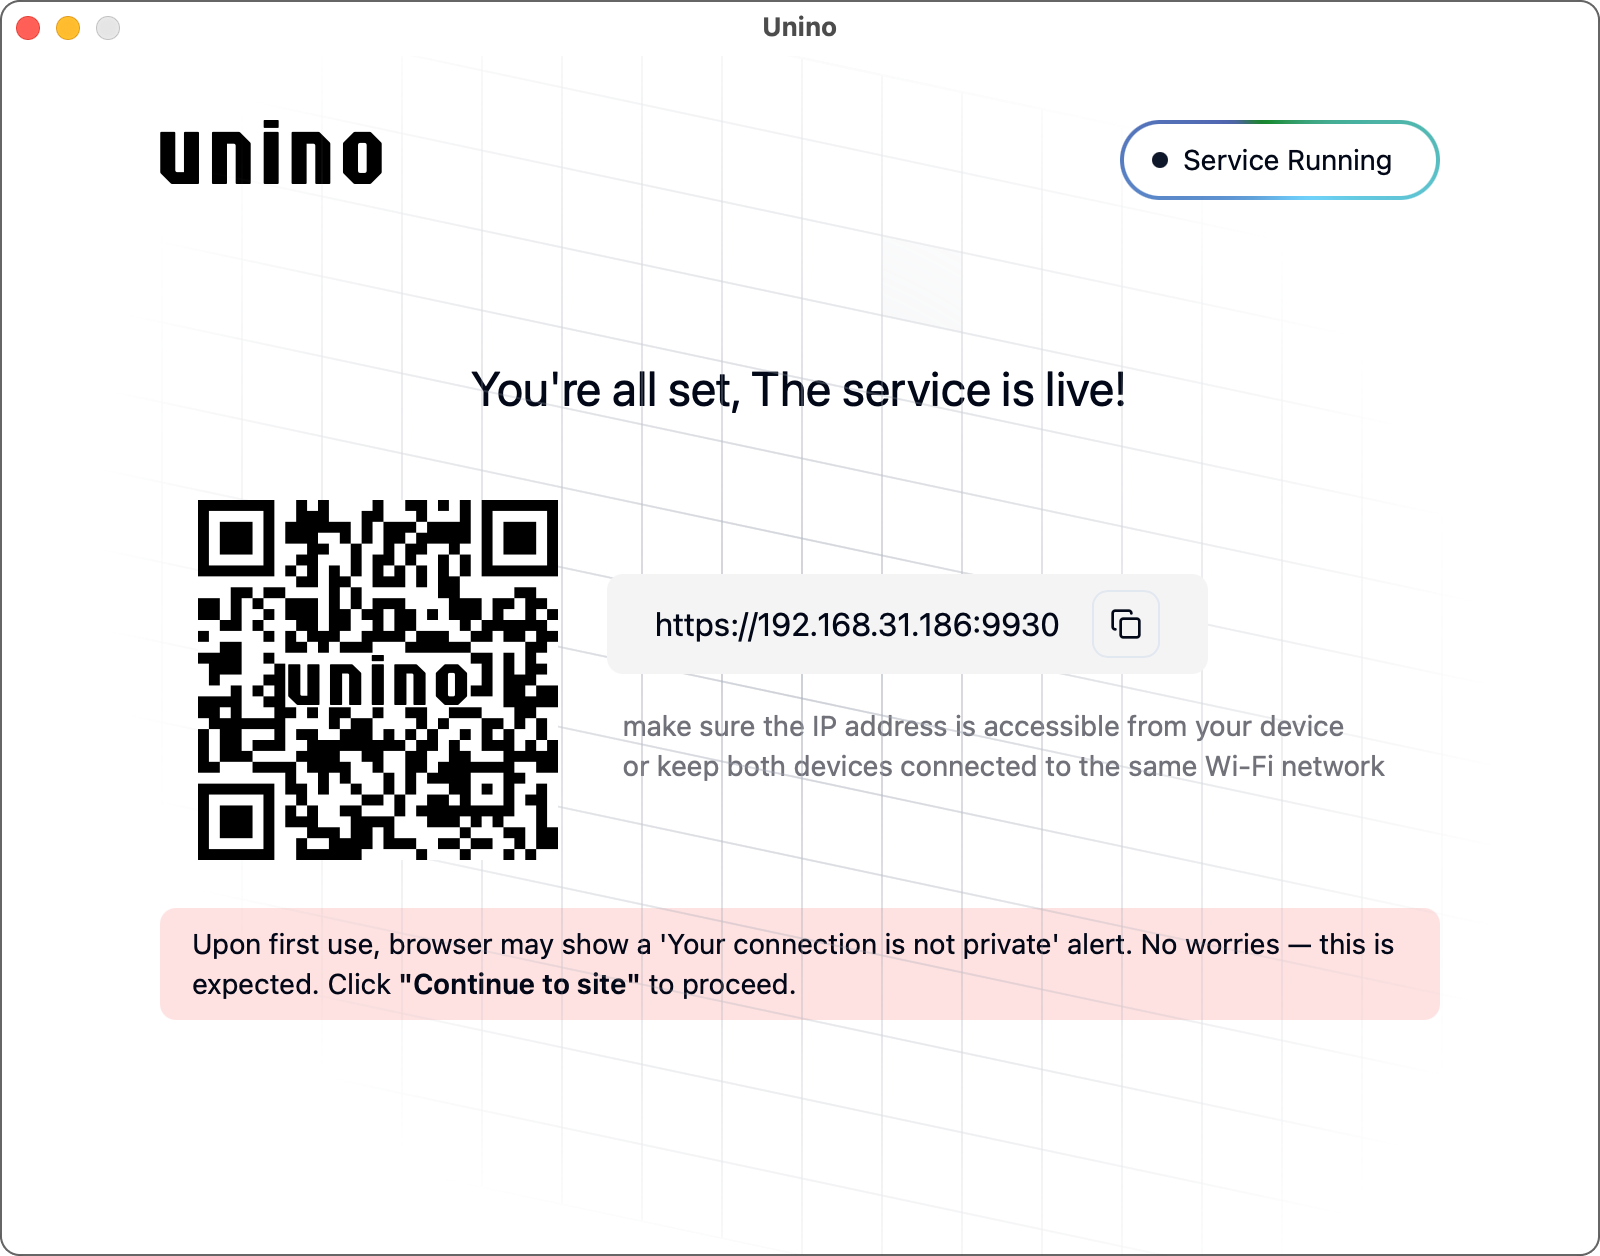 Unino
unino
Service Running
You're all set, The service is live!
unino
https://192.168.31.186:9930
make sure the IP address is accessible from your device
or keep both devices connected to the same Wi-Fi network
Upon first use, browser may show a 'Your connection is not private' alert. No worries — this is
expected. Click "Continue to site" to proceed.